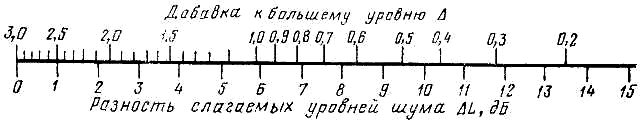 Добавка к большему уровню Δ
3,0 2,5 2,0 1,5 1,0 0,9 0,8 0,7 0,6 0,5 0,4 0,3 0,2
0 1 2 3 4 5 6 7 8 9 10 11 12 13 14 15
Разность слагаемых уровней шума ΔL, дБ